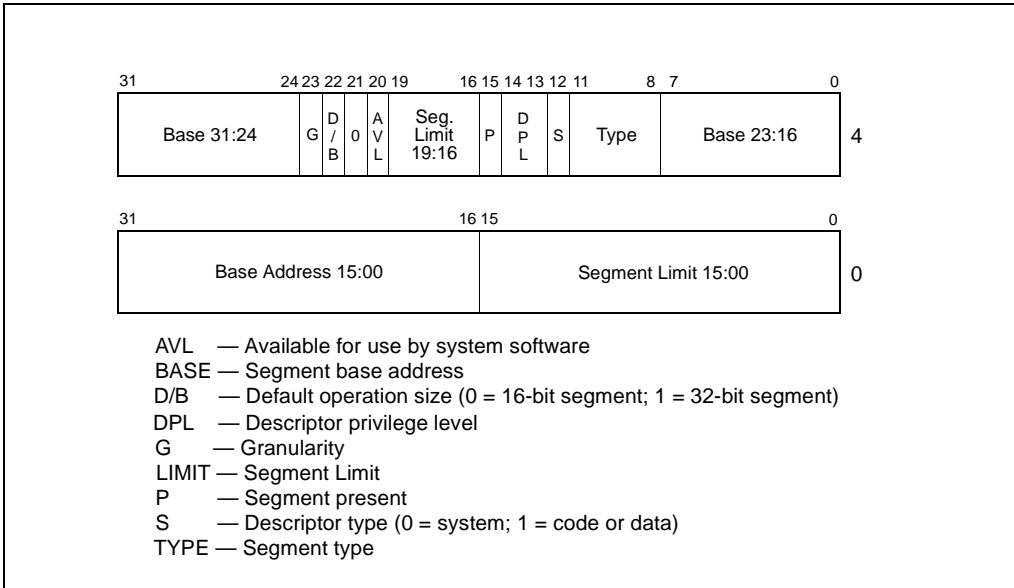 31 24 23 22 21 20 19 16 15 14 13 12 11 8 7 0
Base 31:24 G D/B 0 AVL Seg. Limit 19:16 P DPL S Type Base 23:16 4
31 16 15 0
Base Address 15:00 Segment Limit 15:00 0
AVL — Available for use by system software
BASE — Segment base address
D/B — Default operation size (0 = 16-bit segment; 1 = 32-bit segment)
DPL — Descriptor privilege level
G — Granularity
LIMIT — Segment Limit
P — Segment present
S — Descriptor type (0 = system; 1 = code or data)
TYPE — Segment type